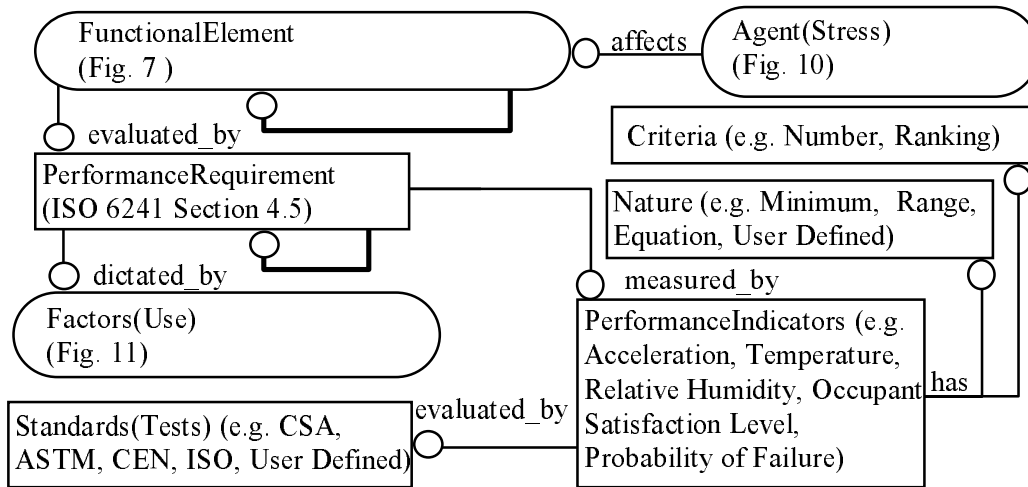 FunctionalElement
(Fig. 7 )
affects
Agent(Stress)
(Fig. 10)
evaluated_by
Criteria (e.g. Number, Ranking)
PerformanceRequirement
(ISO 6241 Section 4.5)
Nature (e.g. Minimum, Range,
Equation, User Defined)
dictated_by
measured_by
Factors(Use)
(Fig. 11)
PerformanceIndicators (e.g.
Acceleration, Temperature,
Relative Humidity, Occupant
Satisfaction Level,
Probability of Failure)
has
evaluated_by
Standards(Tests) (e.g. CSA,
ASTM, CEN, ISO, User Defined)